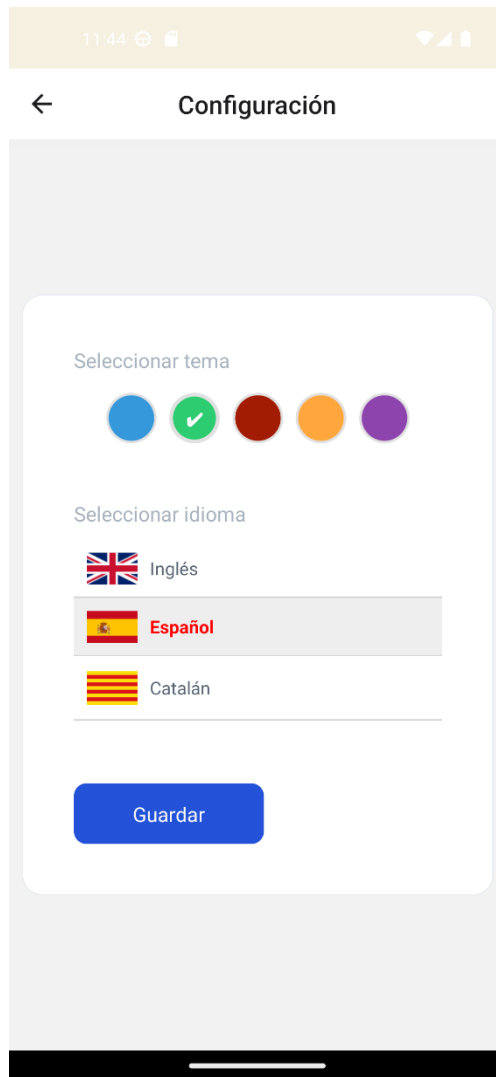 11:44
Configuración
Seleccionar tema
Seleccionar idioma
Inglés
Español
Catalán
Guardar